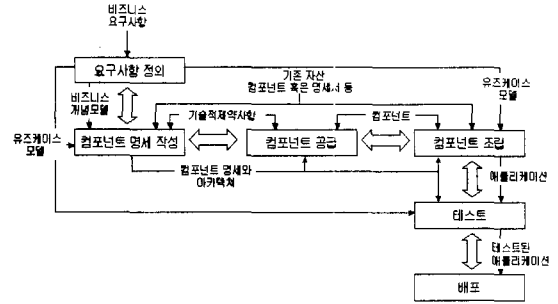 비즈니스
요구사항
요구사항 정의
기존 자산
컴포넌트 혹은 명세서 등
유즈케이스
모델
비즈니스
개념모델
기술적제약사항
컴포넌트
유즈케이스
모델
컴포넌트 명세 작성
컴포넌트 공급
컴포넌트 조립
컴포넌트 명세와
아키텍쳐
애플리케이션
테스트
테스트된
애플리케이션
배포